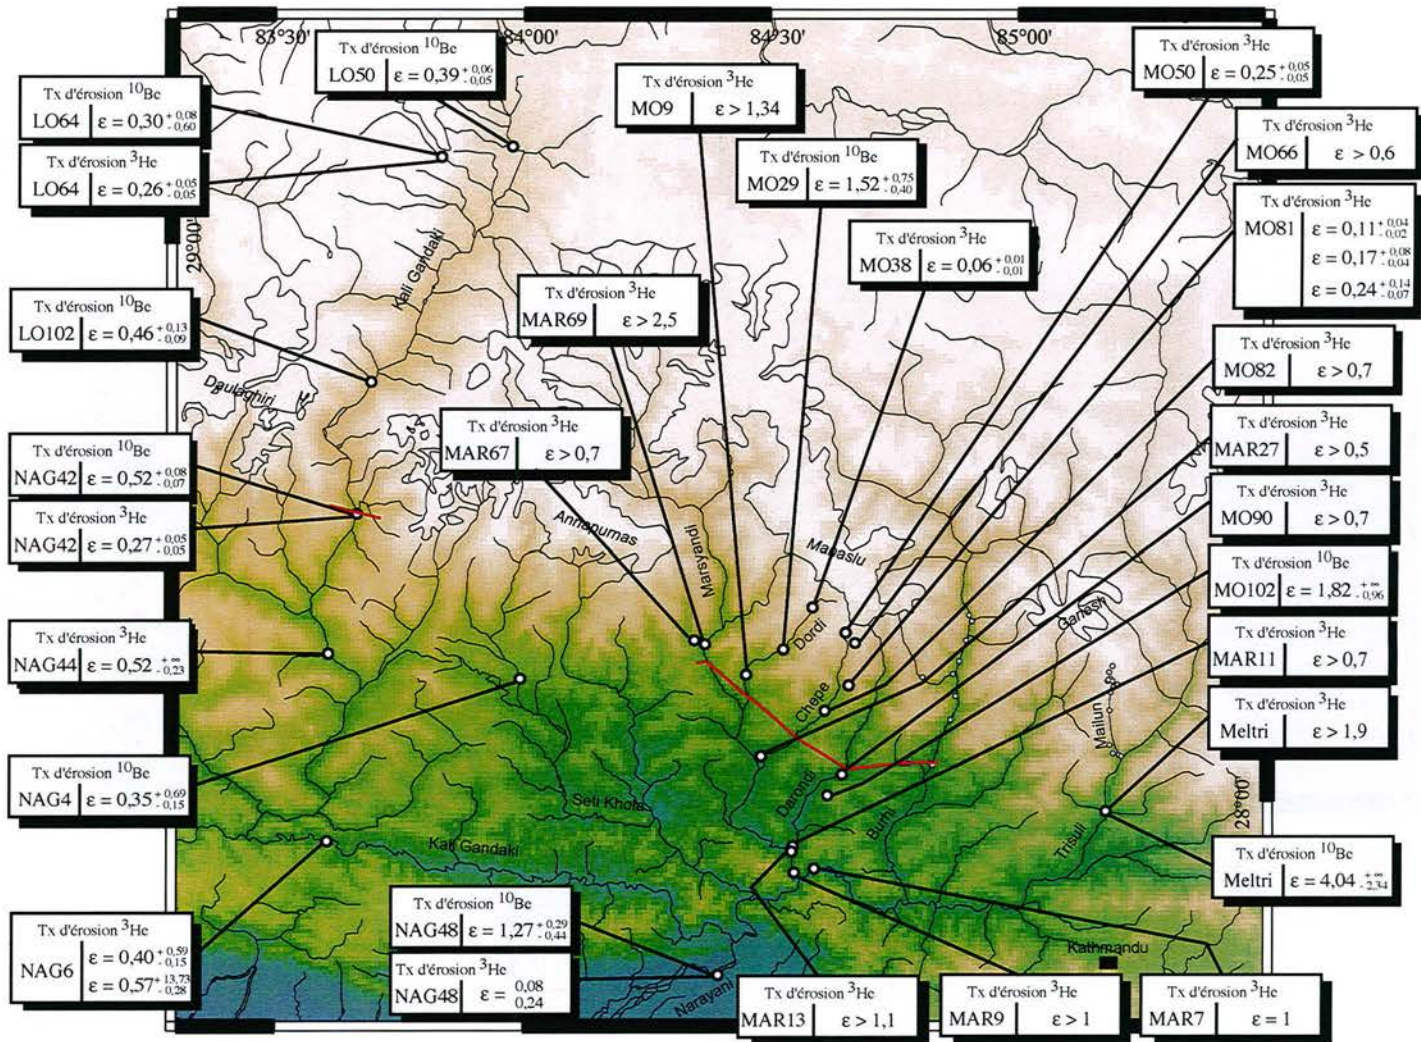 83°30'
84°00'
84°30'
85°00'
Tx d'érosion ¹⁰Be
LO50 ε = 0,39 +0,06 -0,05
Tx d'érosion ³He
MO50 ε = 0,25 +0,05 -0,05
Tx d'érosion ¹⁰Be
LO64 ε = 0,30 +0,08 -0,60
Tx d'érosion ³He
MO9 ε > 1,34
Tx d'érosion ³He
MO66 ε > 0,6
Tx d'érosion ³He
LO64 ε = 0,26 +0,05 -0,05
Tx d'érosion ¹⁰Be
MO29 ε = 1,52 +0,75 -0,40
Tx d'érosion ³He
MO81 ε = 0,11 +0,04 -0,02
ε = 0,17 +0,08 -0,04
ε = 0,24 +0,14 -0,07
29°00'
Kali Gandaki
Tx d'érosion ³He
MO38 ε = 0,06 +0,01 -0,01
Tx d'érosion ³He
MAR69 ε > 2,5
Tx d'érosion ¹⁰Be
LO102 ε = 0,46 +0,13 -0,09
Tx d'érosion ³He
MO82 ε > 0,7
Daulaghiri
Tx d'érosion ³He
MAR67 ε > 0,7
Tx d'érosion ³He
MAR27 ε > 0,5
Tx d'érosion ¹⁰Be
NAG42 ε = 0,52 +0,08 -0,07
Tx d'érosion ³He
MO90 ε > 0,7
Tx d'érosion ³He
NAG42 ε = 0,27 +0,05 -0,05
Annapurnas
Marsyandi
Manaslu
Tx d'érosion ¹⁰Be
MO102 ε = 1,82 +∞ -0,96
Ganesh
Dordi
Tx d'érosion ³He
MAR11 ε > 0,7
Tx d'érosion ³He
NAG44 ε = 0,52 +∞ -0,23
Chepe
Mailun
Tx d'érosion ³He
Meltri ε > 1,9
Tx d'érosion ¹⁰Be
NAG4 ε = 0,35 +0,69 -0,15
Seti Khola
Darondi
Burhi
Trisuli
28°00'
Kali Gandaki
Tx d'érosion ¹⁰Be
Meltri ε = 4,04 +∞ -2,34
Tx d'érosion ³He
NAG6 ε = 0,40 +0,59 -0,15
ε = 0,57 +13,73 -0,28
Tx d'érosion ¹⁰Be
NAG48 ε = 1,27 +0,29 -0,44
Kathmandu
Tx d'érosion ³He
NAG48 ε = 0,08 0,24
Narayani
Tx d'érosion ³He
MAR13 ε > 1,1
Tx d'érosion ³He
MAR9 ε > 1
Tx d'érosion ³He
MAR7 ε = 1